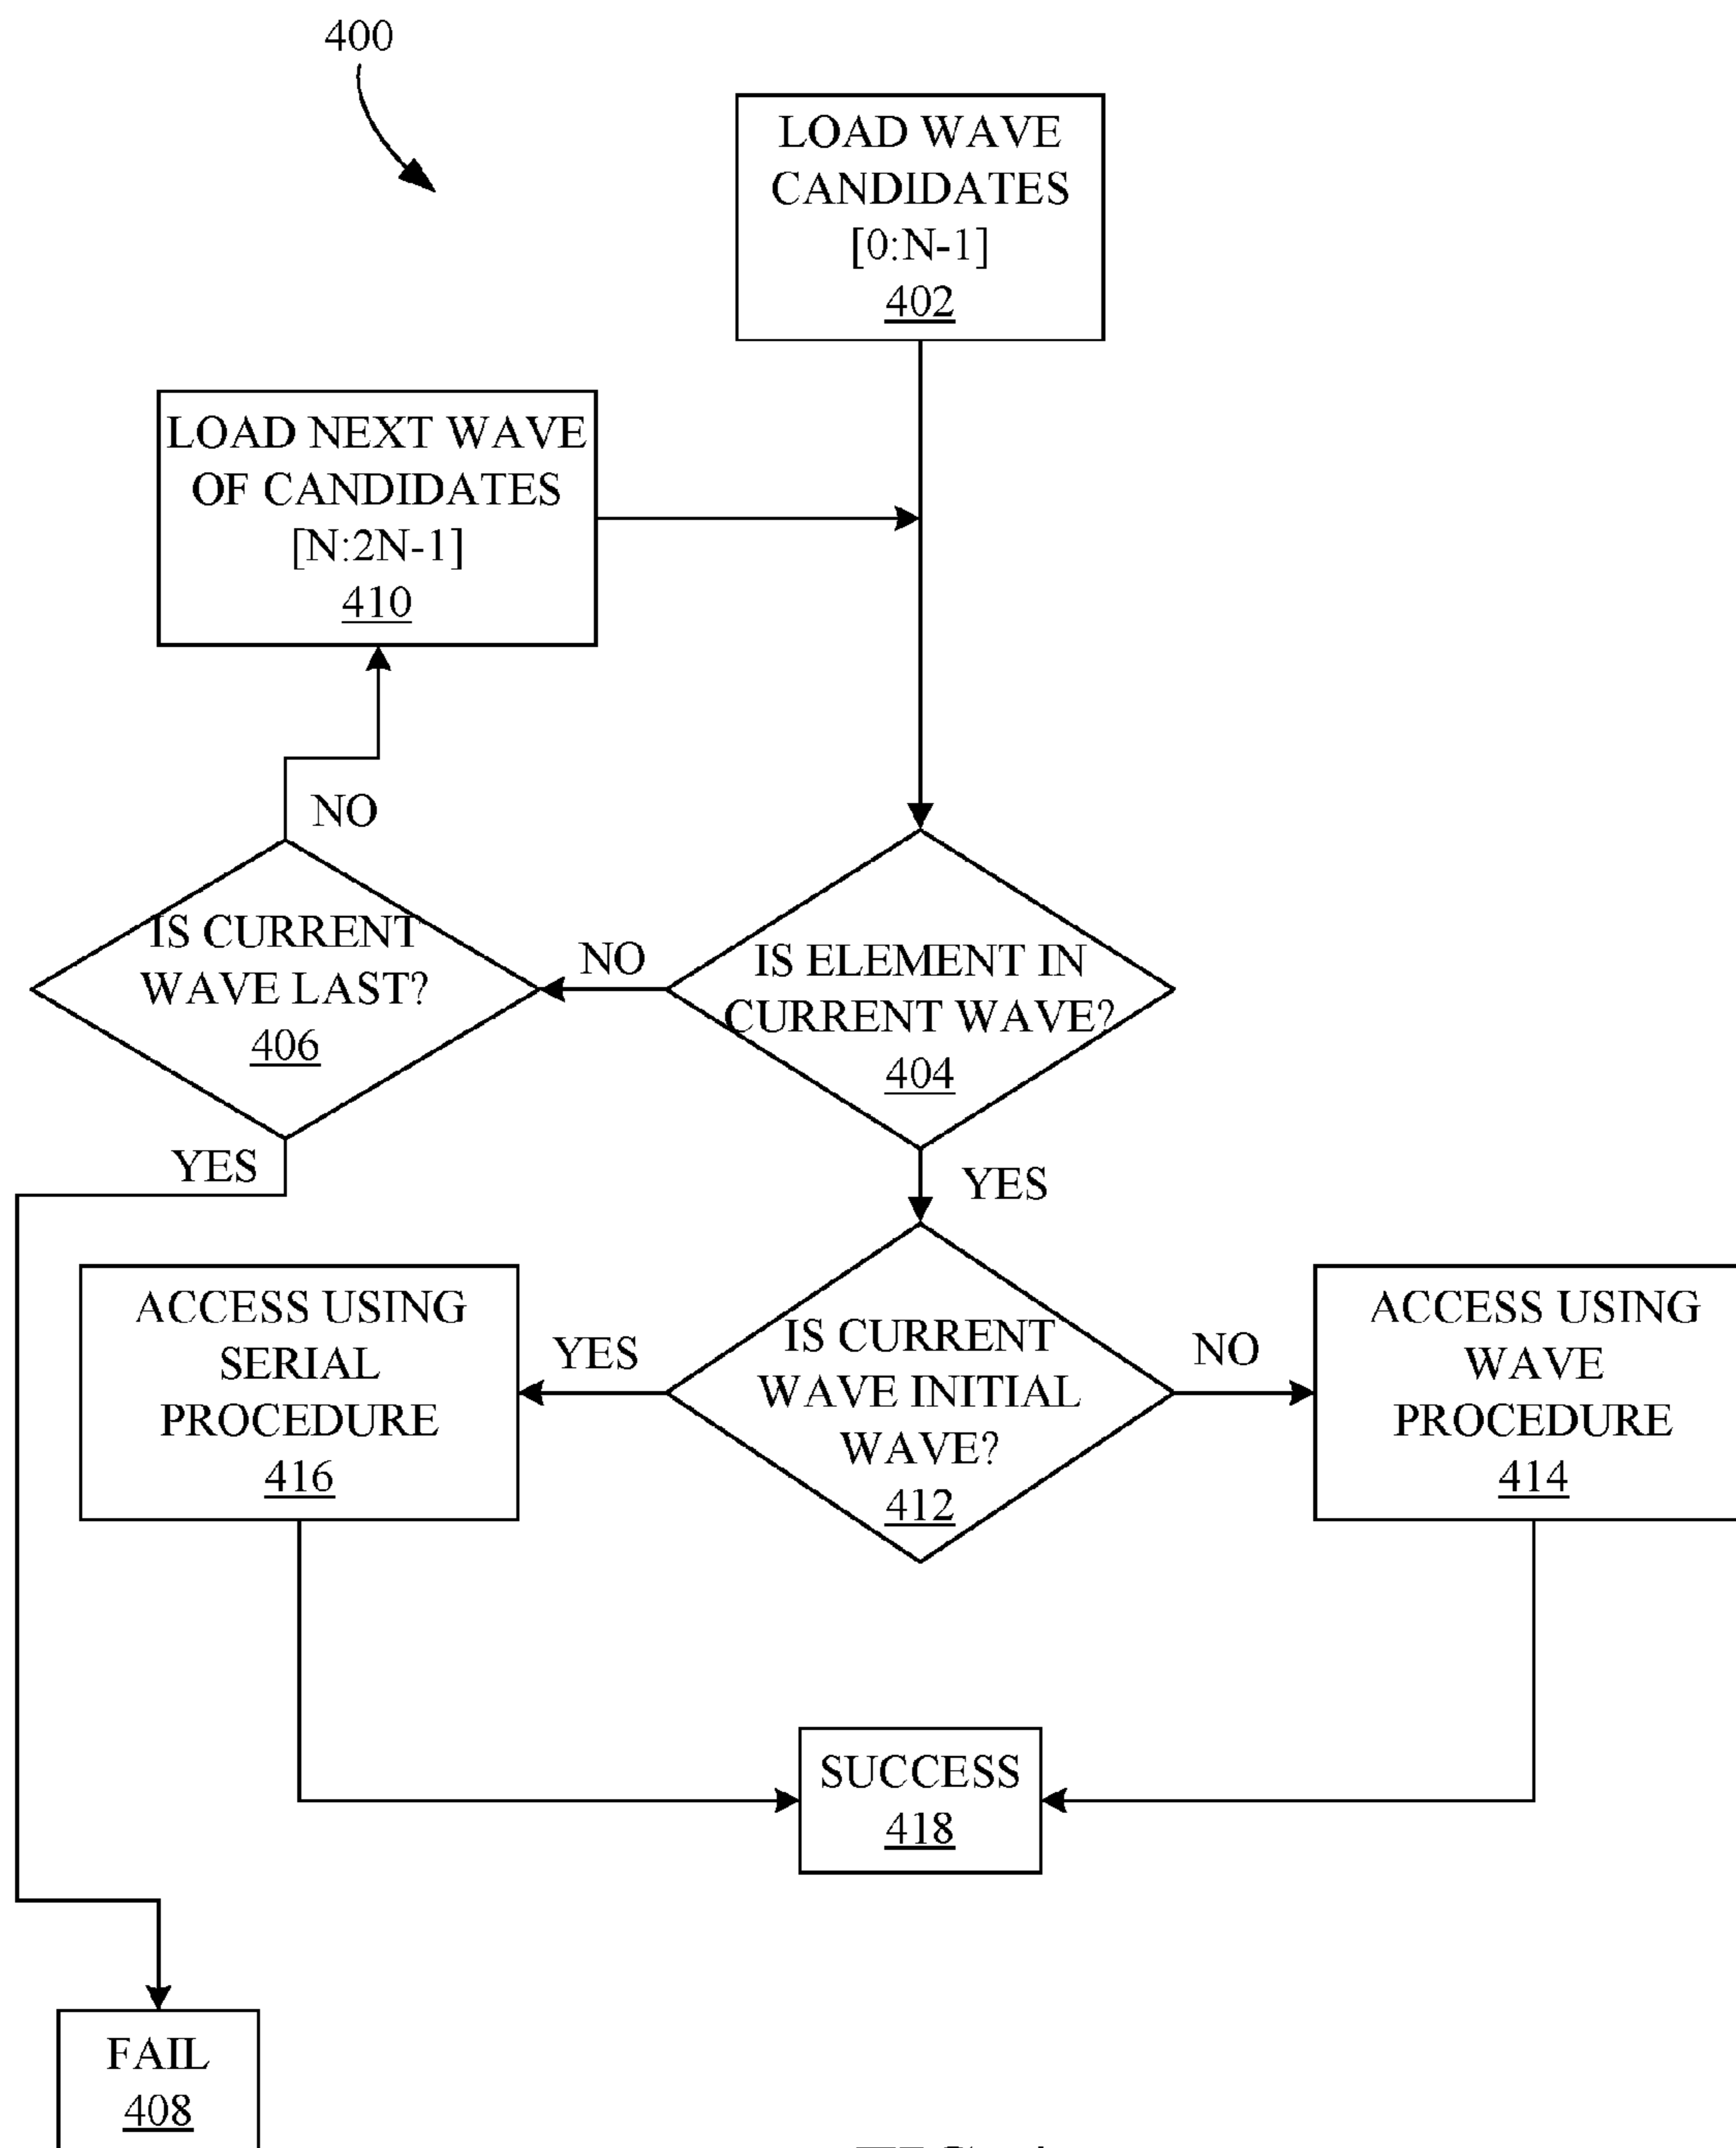 400
LOAD WAVE
CANDIDATES
[0:N-1]
402
LOAD NEXT WAVE
OF CANDIDATES
[N:2N-1]
410
NO
IS CURRENT
WAVE LAST?
406
NO
IS ELEMENT IN
CURRENT WAVE?
404
YES
YES
ACCESS USING
SERIAL
PROCEDURE
416
YES
IS CURRENT
WAVE INITIAL
WAVE?
412
NO
ACCESS USING
WAVE
PROCEDURE
414
SUCCESS
418
FAIL
408